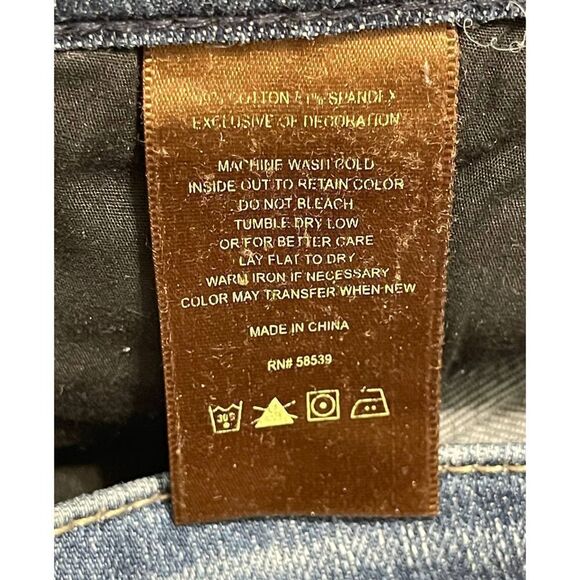 99% COTTON 1% SPANDEX
EXCLUSIVE OF DECORATION
MACHINE WASH COLD
INSIDE OUT TO RETAIN COLOR
DO NOT BLEACH
TUMBLE DRY LOW
OR FOR BETTER CARE
LAY FLAT TO DRY
WARM IRON IF NECESSARY
COLOR MAY TRANSFER WHEN NEW
MADE IN CHINA
RN# 58539